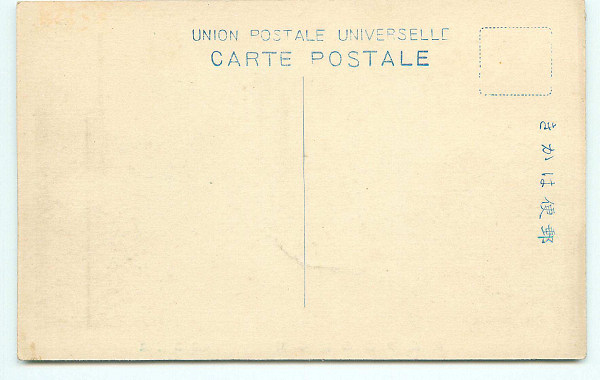 UNION POSTALE UNIVERSELLE
CARTE POSTALE
郵便はかき